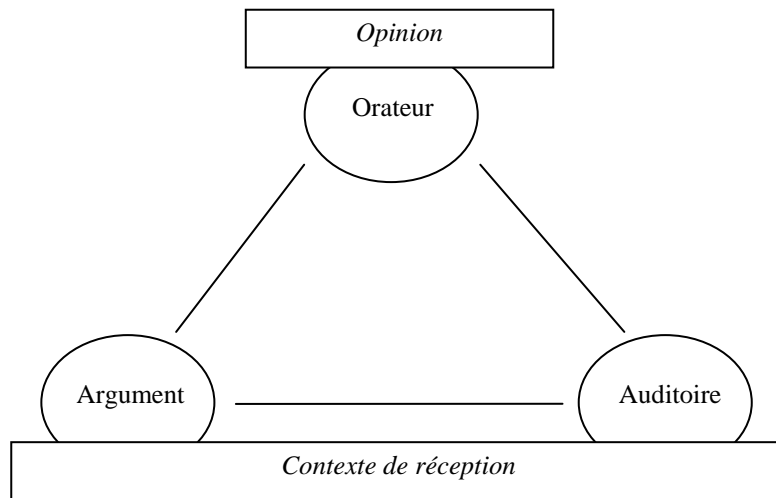 Opinion
Orateur
Argument
Auditoire
Contexte de réception